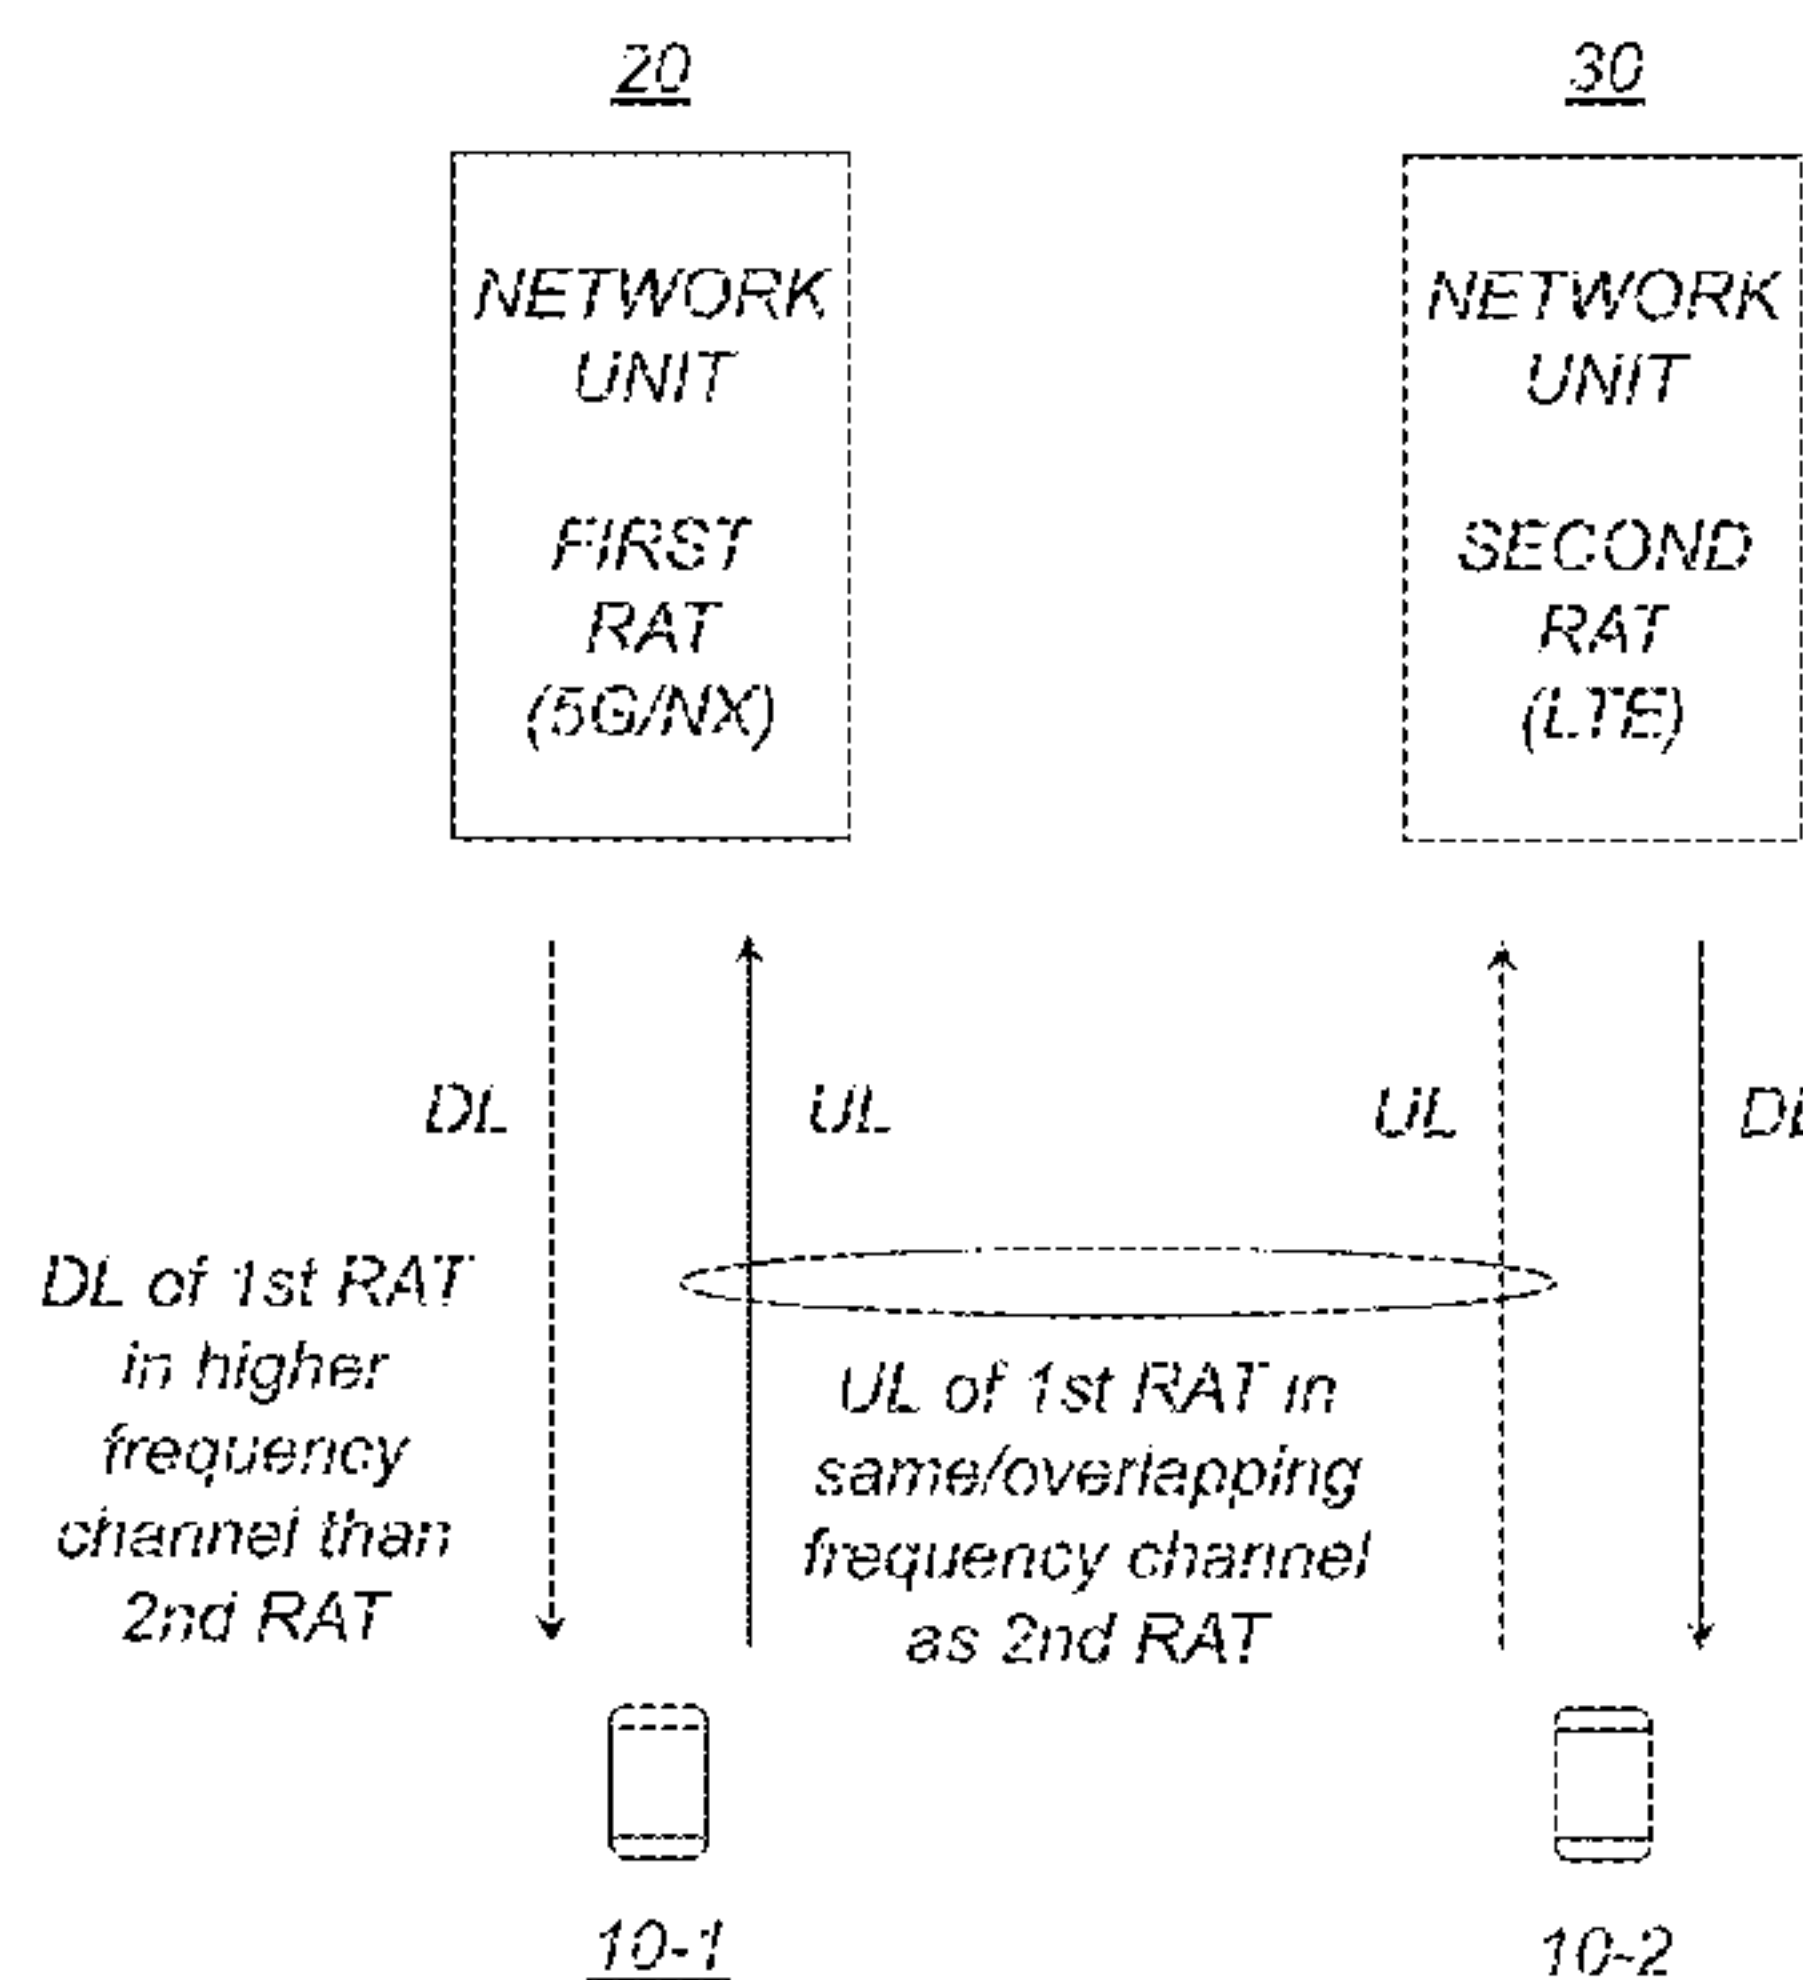 20
30
NETWORK
UNIT
FIRST
RAT
(5G/NX)
NETWORK
UNIT
SECOND
RAT
(LTE)
DL
UL
UL
DL
DL of 1st RAT
in higher
frequency
channel than
2nd RAT
UL of 1st RAT in
same/overlapping
frequency channel
as 2nd RAT
10-1
10-2